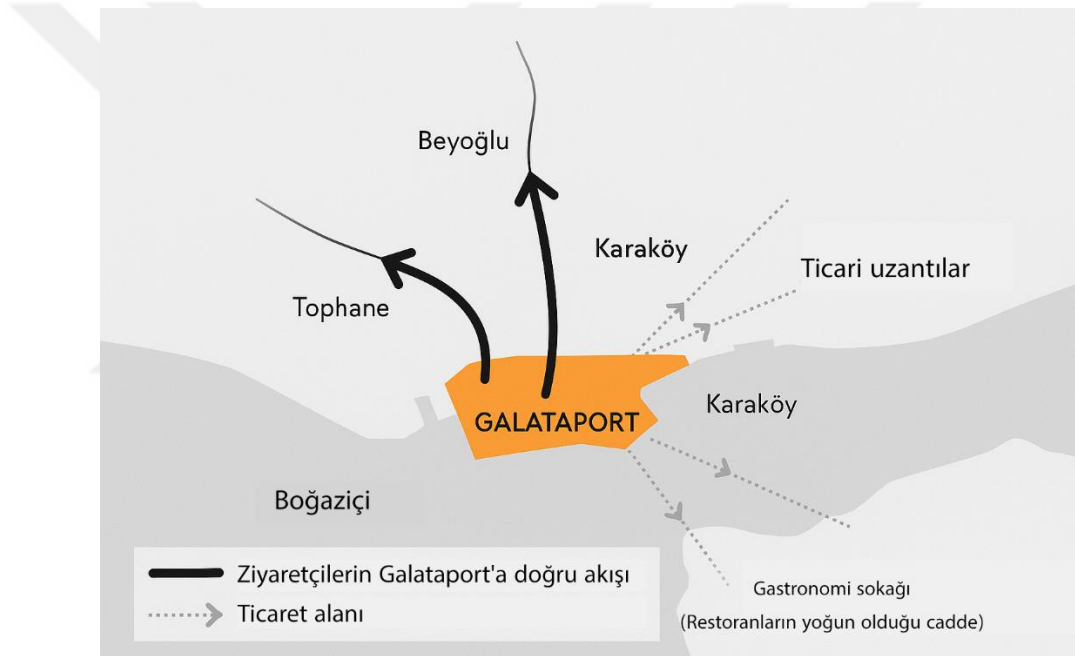 Beyoğlu
Karaköy
Ticari uzantılar
Tophane
GALATAPORT
Karaköy
Boğaziçi
Ziyaretçilerin Galataport'a doğru akışı
Ticaret alanı
Gastronomi sokağı
(Restoranların yoğun olduğu cadde)